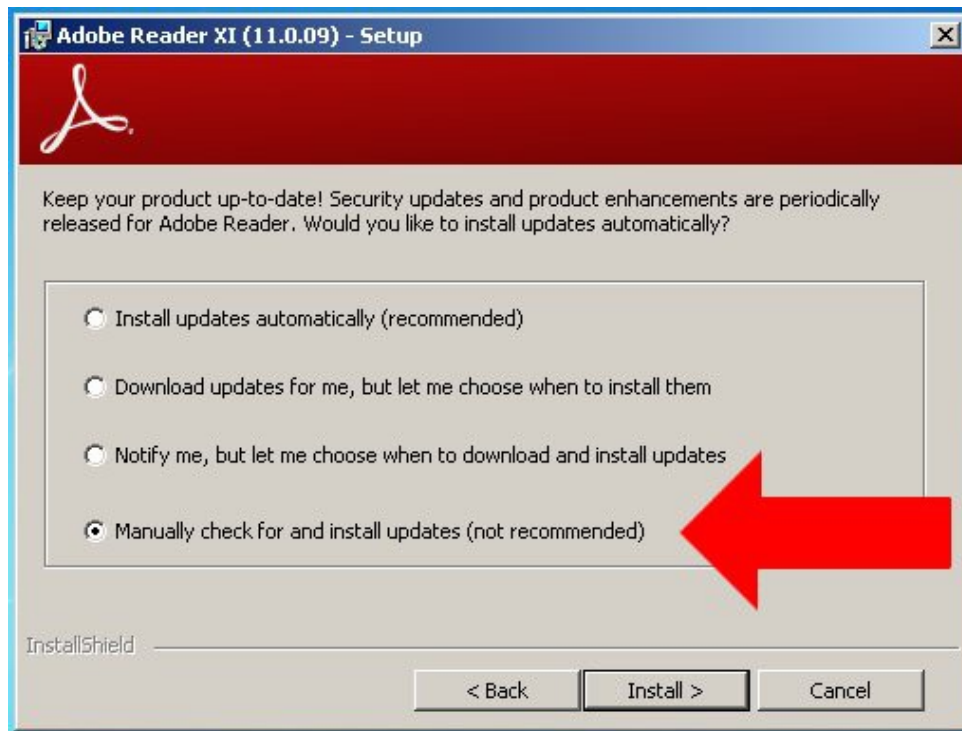 Adobe Reader XI (11.0.09) - Setup
Keep your product up-to-date! Security updates and product enhancements are periodically
released for Adobe Reader. Would you like to install updates automatically?
Install updates automatically (recommended)
Download updates for me, but let me choose when to install them
Notify me, but let me choose when to download and install updates
Manually check for and install updates (not recommended)
InstallShield
< Back
Install >
Cancel